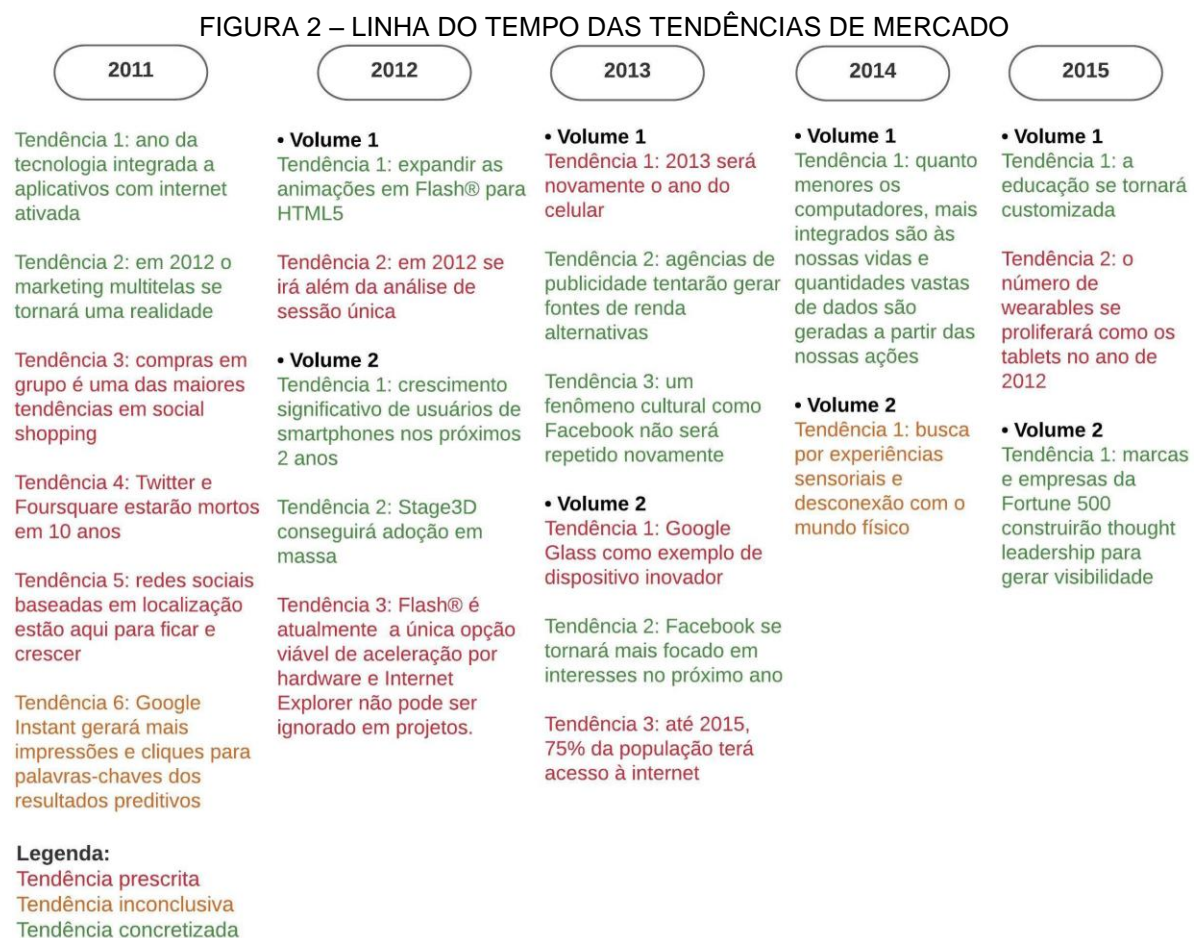 FIGURA 2 – LINHA DO TEMPO DAS TENDÊNCIAS DE MERCADO
2011
Tendência 1: ano da
tecnologia integrada a
aplicativos com internet
ativada
Tendência 2: em 2012 o
marketing multitelas se
tornará uma realidade
Tendência 3: compras em
grupo é uma das maiores
tendências em social
shopping
Tendência 4: Twitter e
Foursquare estarão mortos
em 10 anos
Tendência 5: redes sociais
baseadas em localização
estão aqui para ficar e
crescer
Tendência 6: Google
Instant gerará mais
impressões e cliques para
palavras-chaves dos
resultados preditivos
2012
• Volume 1
Tendência 1: expandir as
animações em Flash® para
HTML5
Tendência 2: em 2012 se
irá além da análise de
sessão única
• Volume 2
Tendência 1: crescimento
significativo de usuários de
smartphones nos próximos
2 anos
Tendência 2: Stage3D
conseguirá adoção em
massa
Tendência 3: Flash® é
atualmente a única opção
viável de aceleração por
hardware e Internet
Explorer não pode ser
ignorado em projetos.
2013
• Volume 1
Tendência 1: 2013 será
novamente o ano do
celular
Tendência 2: agências de
publicidade tentarão gerar
fontes de renda
alternativas
Tendência 3: um
fenômeno cultural como
Facebook não será
repetido novamente
• Volume 2
Tendência 1: Google
Glass como exemplo de
dispositivo inovador
Tendência 2: Facebook se
tornará mais focado em
interesses no próximo ano
Tendência 3: até 2015,
75% da população terá
acesso à internet
2014
• Volume 1
Tendência 1: quanto
menores os
computadores, mais
integrados são às
nossas vidas e
quantidades vastas
de dados são
geradas a partir das
nossas ações
• Volume 2
Tendência 1: busca
por experiências
sensoriais e
desconexão com o
mundo físico
2015
• Volume 1
Tendência 1: a
educação se tornará
customizada
Tendência 2: o
número de
wearables se
proliferará como os
tablets no ano de
2012
• Volume 2
Tendência 1: marcas
e empresas da
Fortune 500
construirão thought
leadership para
gerar visibilidade
Legenda:
Tendência prescrita
Tendência inconclusiva
Tendência concretizada